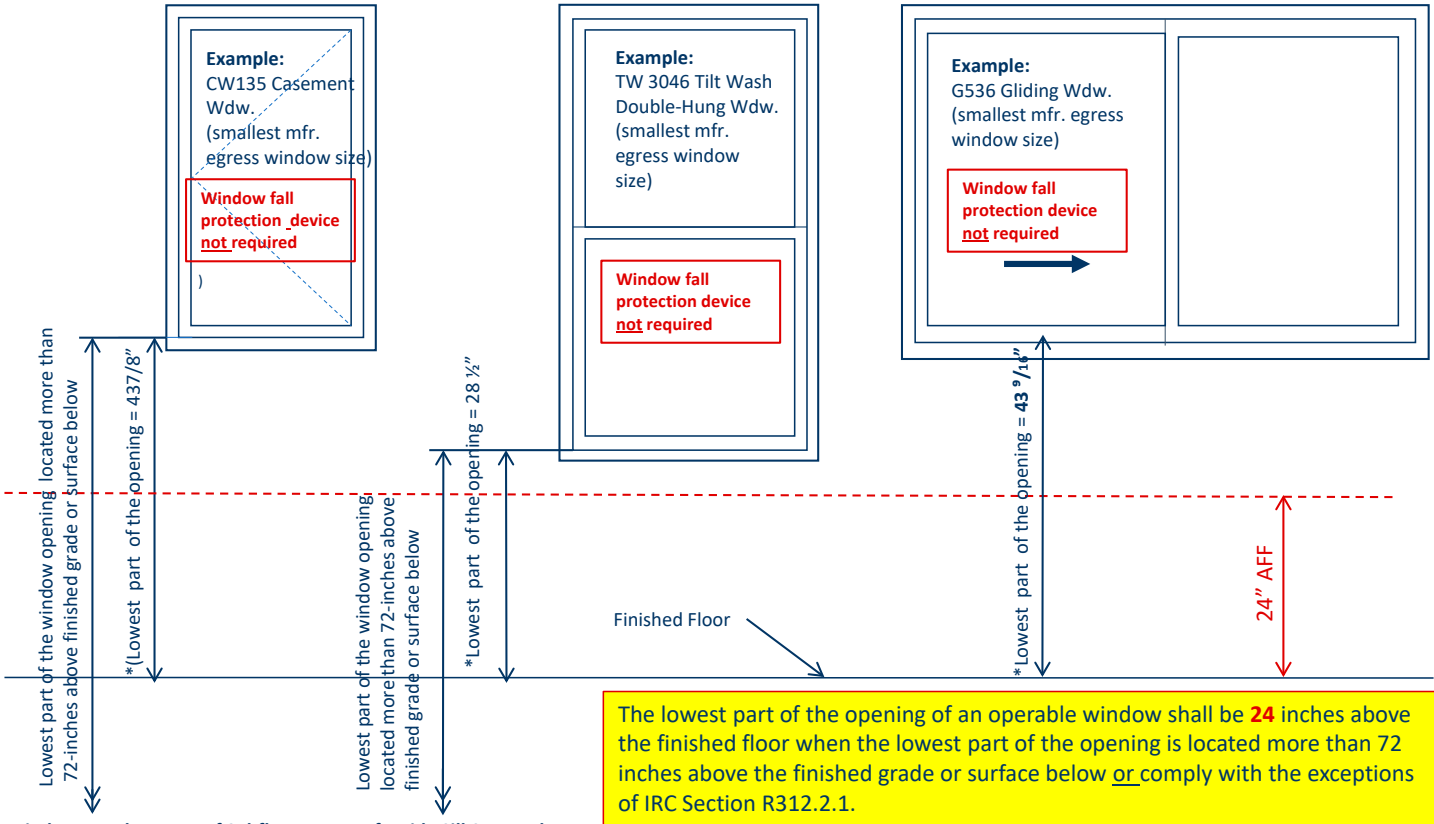 Example:
CW135 Casement
Wdw.
(smallest mfr.
egress window size)
Window fall
protection device
not required
)
Example:
TW 3046 Tilt Wash
Double-Hung Wdw.
(smallest mfr.
egress window
size)
Window fall
protection device
not required
Example:
G536 Gliding Wdw.
(smallest mfr. egress
window size)
Window fall
protection device
not required
Lowest part of the window opening located more than
72-inches above finished grade or surface below
*(Lowest part of the opening = 437/8”
Lowest part of the window opening
located more than 72-inches above
finished grade or surface below
*Lowest part of the opening = 28 ½”
*Lowest part of the opening = 43 ⁹/₁₆”
24” AFF
Finished Floor
The lowest part of the opening of an operable window shall be 24 inches above
the finished floor when the lowest part of the opening is located more than 72
inches above the finished grade or surface below or comply with the exceptions
of IRC Section R312.2.1.